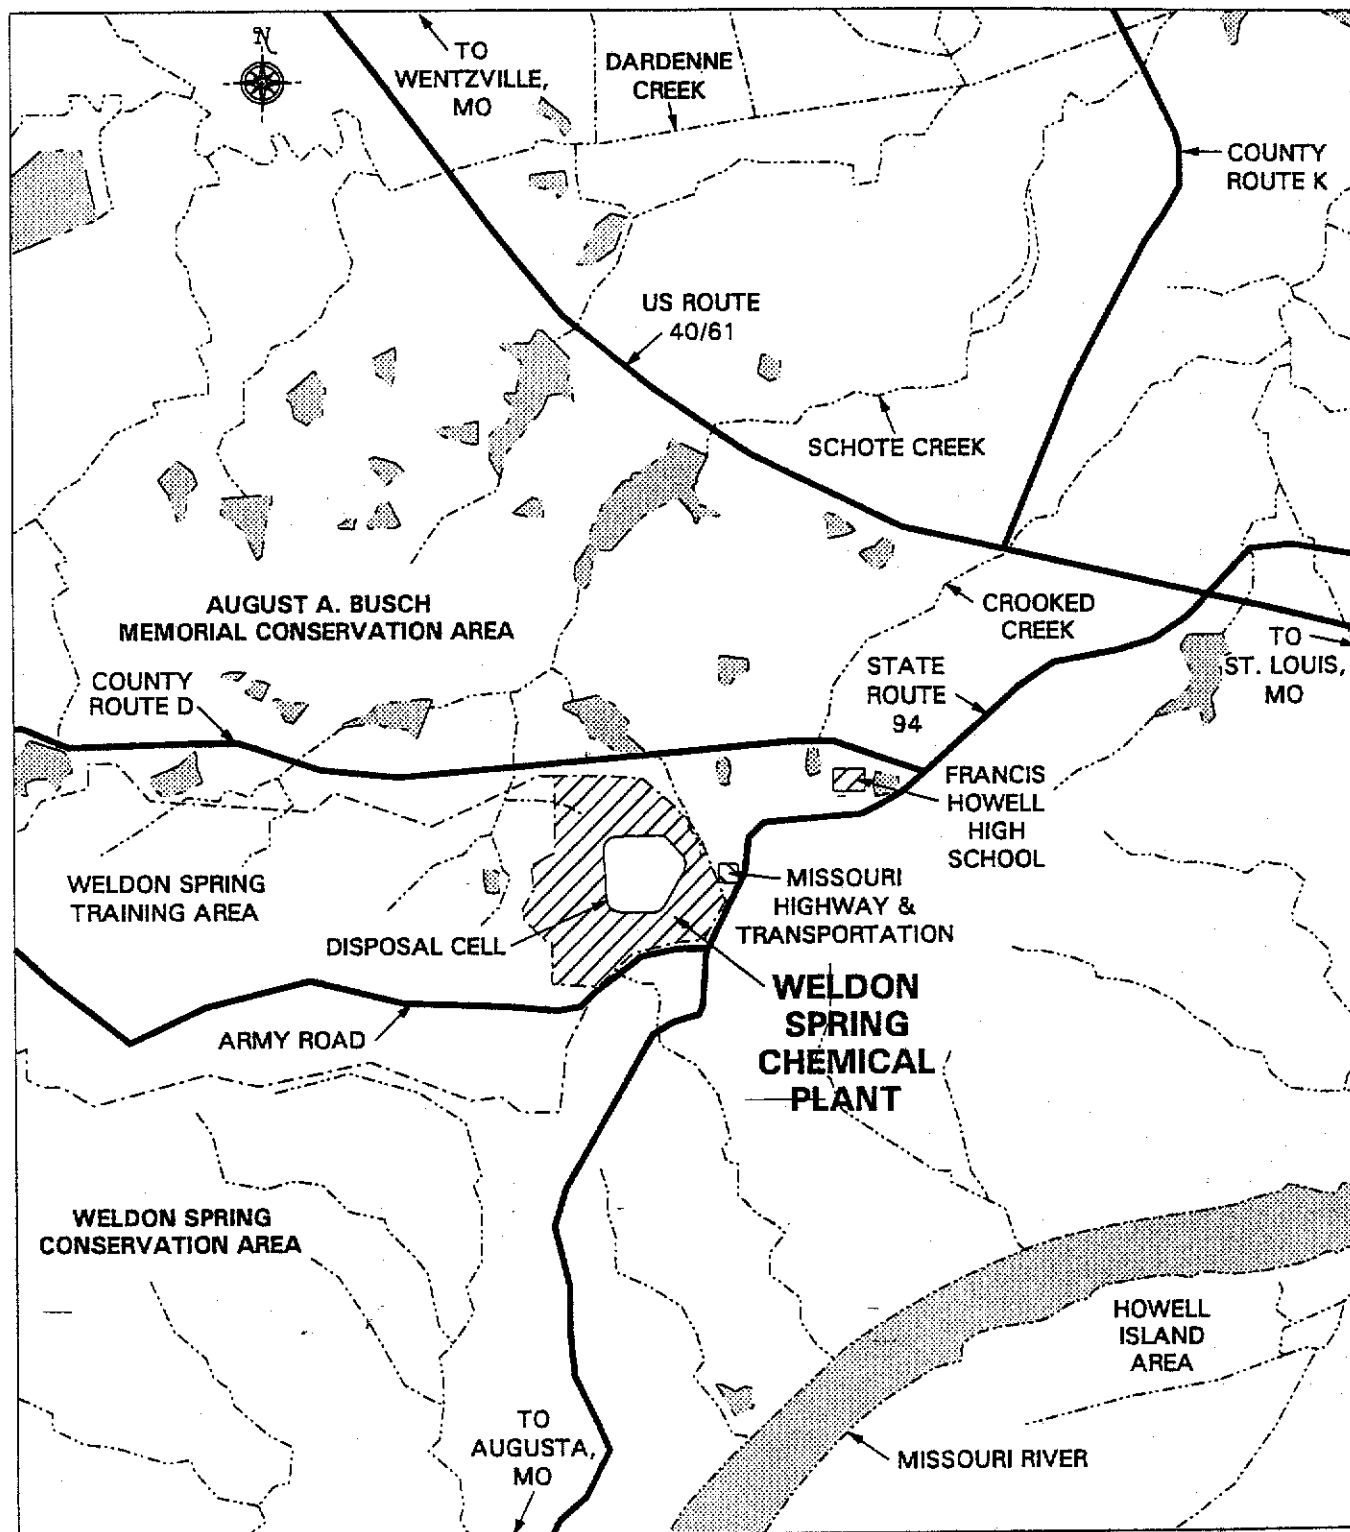 N
TO
WENTZVILLE,
MO
DARDENNE
CREEK
COUNTY
ROUTE K
US ROUTE
40/61
SCHOTE CREEK
AUGUST A. BUSCH
MEMORIAL CONSERVATION AREA
CROOKED
CREEK
TO
ST. LOUIS,
MO
COUNTY
ROUTE D
STATE
ROUTE
94
FRANCIS
HOWELL
HIGH
SCHOOL
WELDON SPRING
TRAINING AREA
MISSOURI
HIGHWAY &
TRANSPORTATION
DISPOSAL CELL
WELDON
SPRING
CHEMICAL
PLANT
ARMY ROAD
WELDON SPRING
CONSERVATION AREA
HOWELL
ISLAND
AREA
TO
AUGUSTA,
MO
MISSOURI RIVER